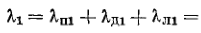 λ₁ = λп₁ + λд₁ + λл₁ =